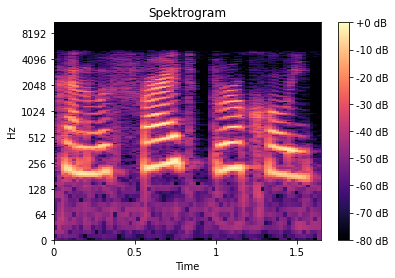 Spektrogram
8192
4096
2048
1024
512
256
128
64
0
Hz
0
0.5
1
1.5
Time
+0 dB
-10 dB
-20 dB
-30 dB
-40 dB
-50 dB
-60 dB
-70 dB
-80 dB